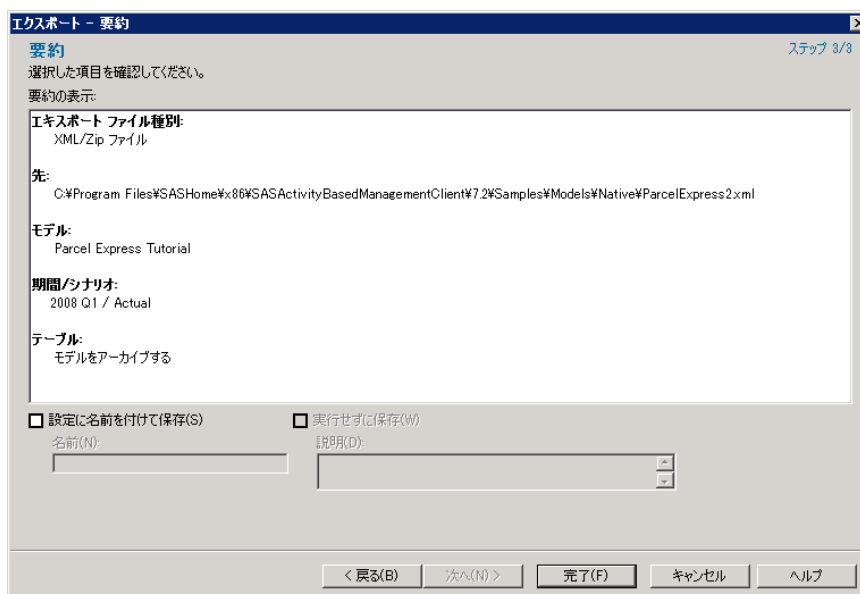 エクスポート - 要約
要約
ステップ 3/3
選択した項目を確認してください。
要約の表示:
エキスポート ファイル種別:
XML/Zip ファイル
先:
C:¥Program Files¥SASHome¥x86¥SASActivityBasedManagementClient¥7.2¥Samples¥Models¥Native¥ParcelExpress2.xml
モデル:
Parcel Express Tutorial
期間/シナリオ:
2008 Q1 / Actual
テーブル:
モデルをアーカイブする
設定に名前を付けて保存(S)
実行せずに保存(W)
名前(N):
説明(D):
< 戻る(B)
次へ(N) >
完了(F)
キャンセル
ヘルプ